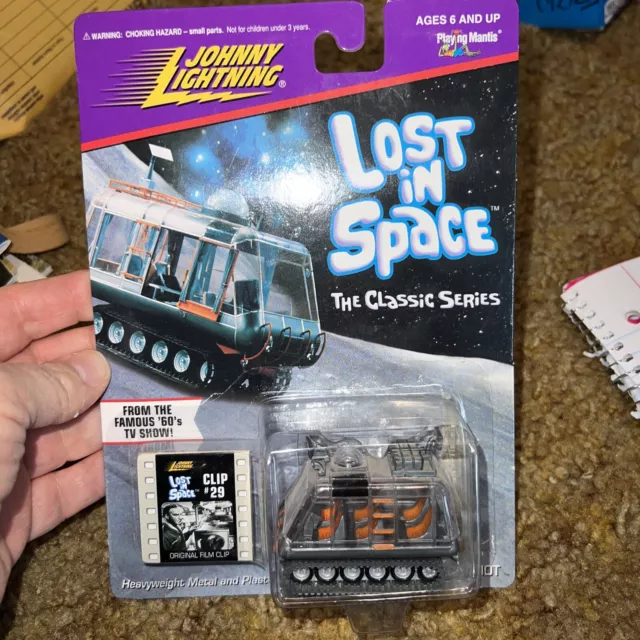 ⚠ WARNING: CHOKING HAZARD – small parts. Not for children under 3 years.
AGES 6 AND UP
Playing Mantis®
JOHNNY
LIGHTNING®
LOST
IN
SPACE™
THE CLASSIC SERIES
FROM THE
FAMOUS '60's
TV SHOW!
JOHNNY
LIGHTNING
LOST
IN
SPACE
CLIP
#29
ORIGINAL FILM CLIP
Heavyweight Metal and Plast